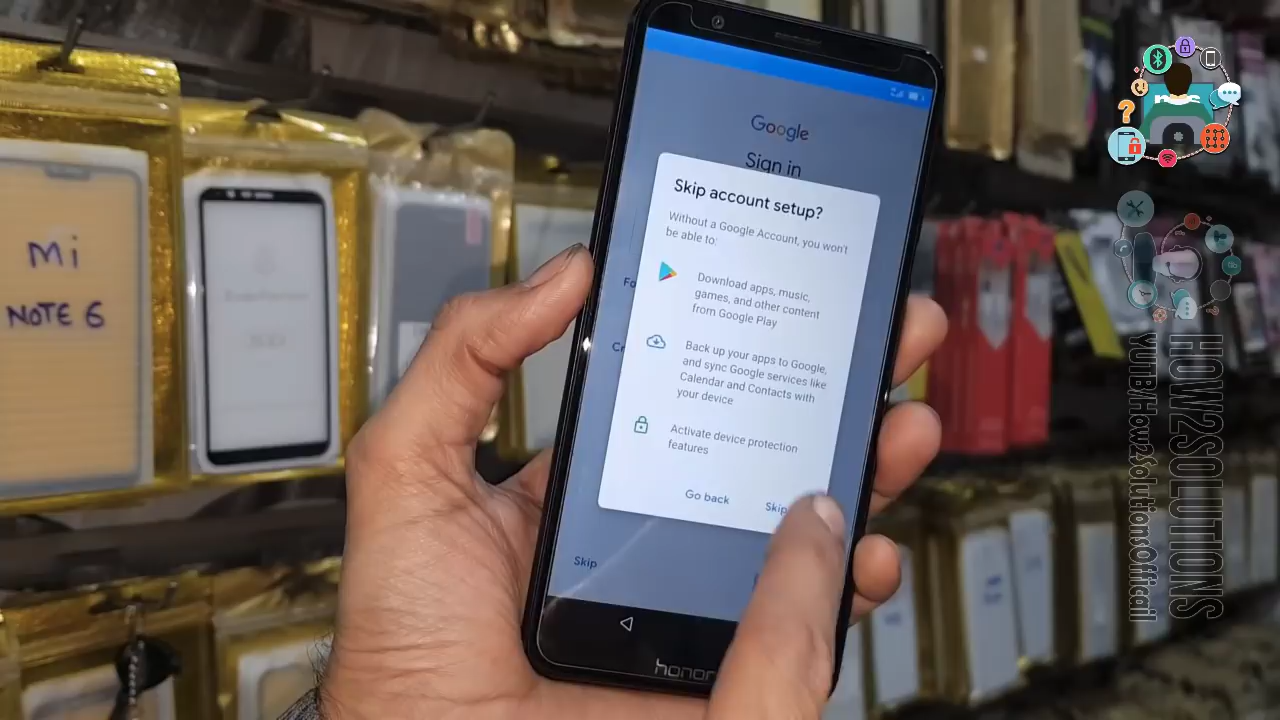 Mi
NOTE 6
Google
Sign in
Skip account setup?
Without a Google Account, you won't
be able to:
Download apps, music,
games, and other content
from Google Play
Back up your apps to Google,
and sync Google services like
Calendar and Contacts with
your device
Activate device protection
features
Go back
Skip
Skip
honor
HOW2SOLUTIONS
YUTB/How2SolutionsOfficail